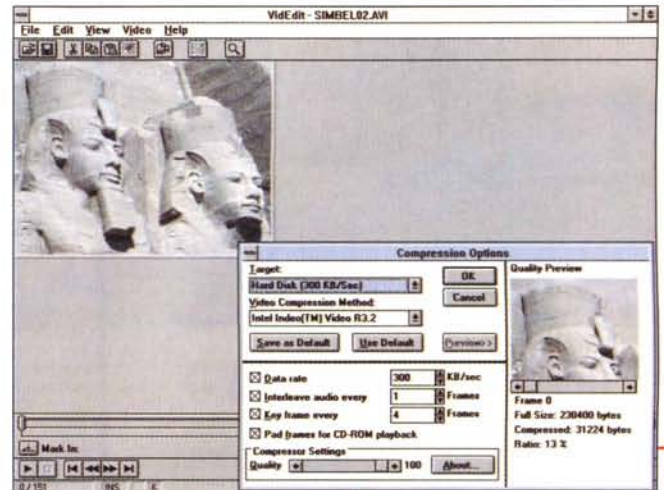 VidEdit - SIMBEL02.AVI
File Edit View Video Help
Compression Options
Target:
Hard Disk (300 KB/Sec)
OK
Video Compression Method:
Cancel
Intel Indeo(TM) Video R3.2
Save as Default Use Default Preview>>
Data rate 300 KB/sec
Interleave audio every 1 Frames
Key frame every 4 Frames
Pad frames for CD-ROM playback
Compressor Settings
Quality 100 About...
Quality Preview
Frame 0
Full Size: 230400 bytes
Compressed: 31224 bytes
Ratio: 13 %
Mark In:
0 / 151 INS K